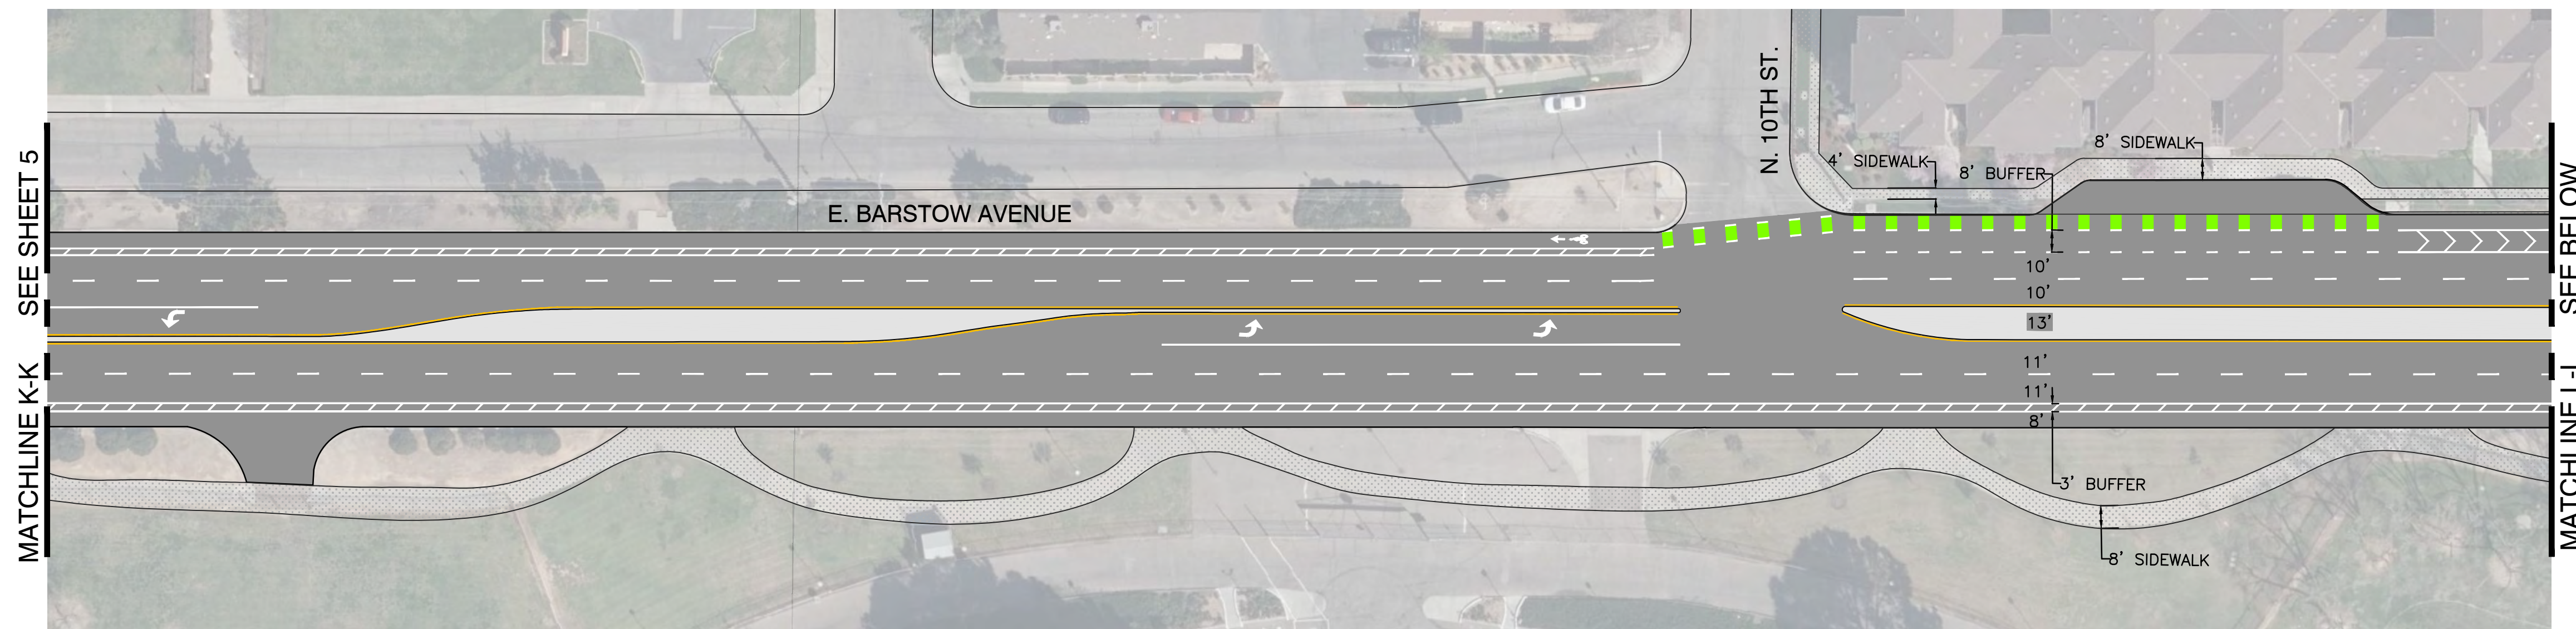 SEE SHEET 5
MATCHLINE K-K
E. BARSTOW AVENUE
N. 10TH ST.
4' SIDEWALK
8' BUFFER
8' SIDEWALK
10'
10'
13'
11'
11'
8'
3' BUFFER
8' SIDEWALK
SEE BELOW
MATCHLINE L-L